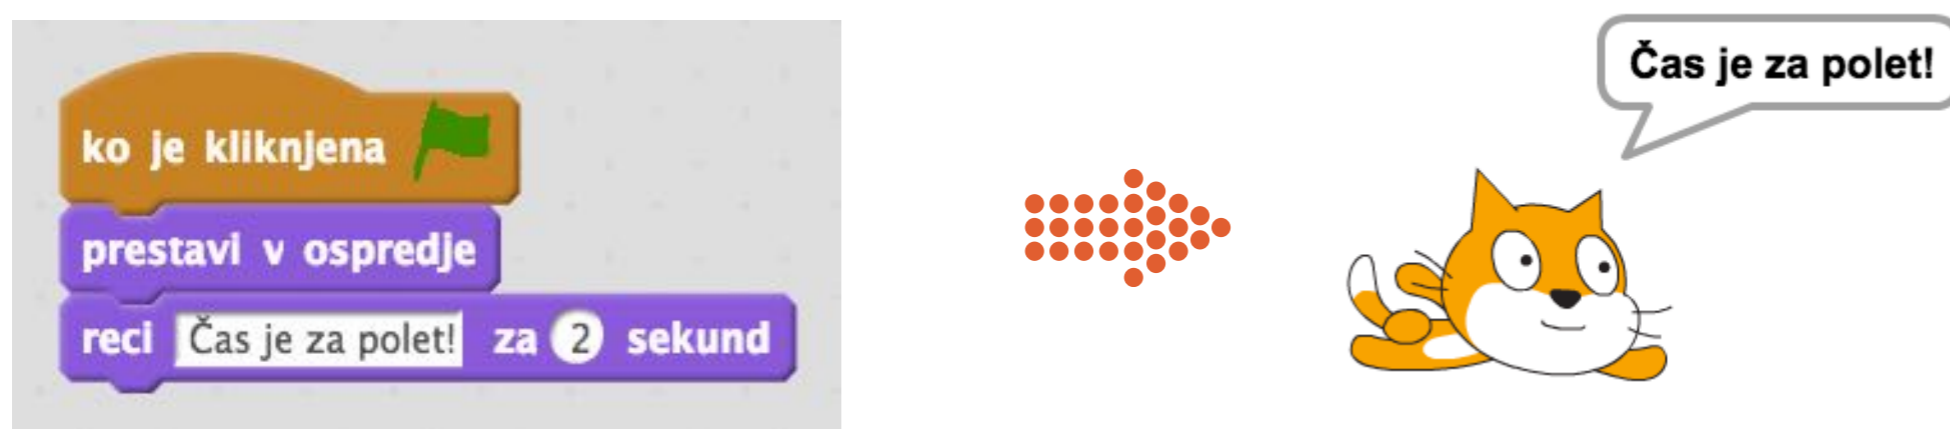 ko je kliknjena
prestavi v ospredje
reci Čas je za polet! za 2 sekund
Čas je za polet!